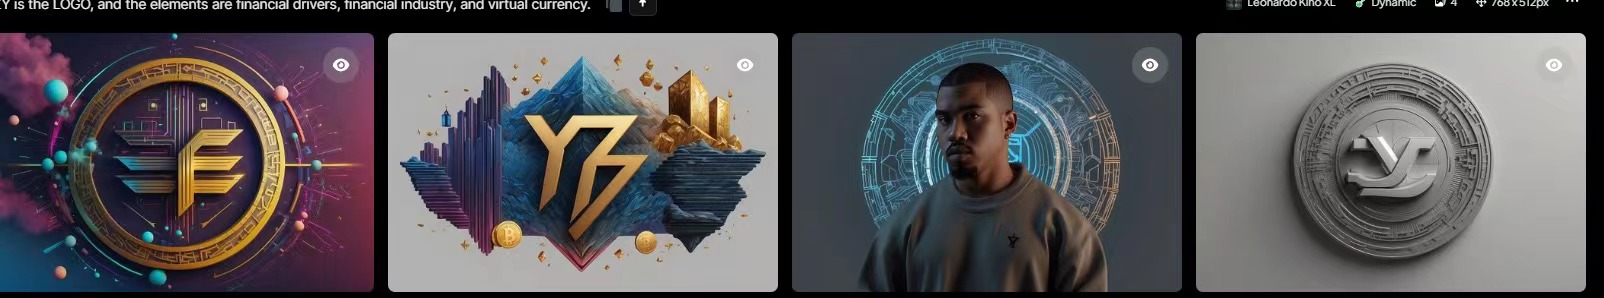 Y is the LOGO, and the elements are financial drivers, financial industry, and virtual currency.
Leonardo Kino XL Dynamic 4 768x512px
F
YB
Y